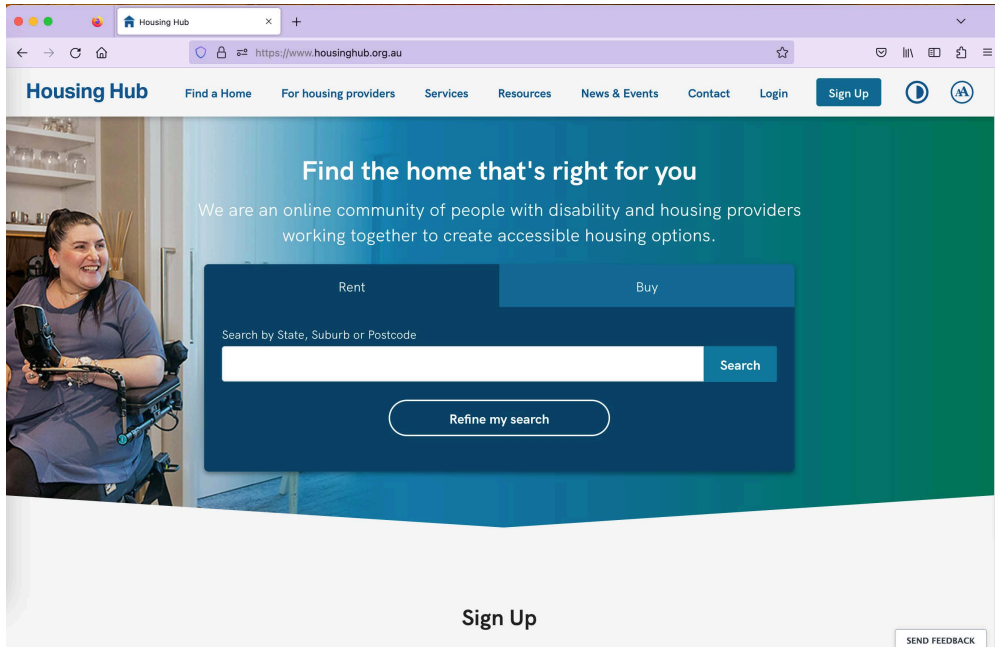 Housing Hub
https://www.housinghub.org.au
Housing Hub
Find a Home
For housing providers
Services
Resources
News & Events
Contact
Login
Sign Up
AA
Find the home that's right for you
We are an online community of people with disability and housing providers
working together to create accessible housing options.
Rent
Buy
Search by State, Suburb or Postcode
Search
Refine my search
Sign Up
SEND FEEDBACK